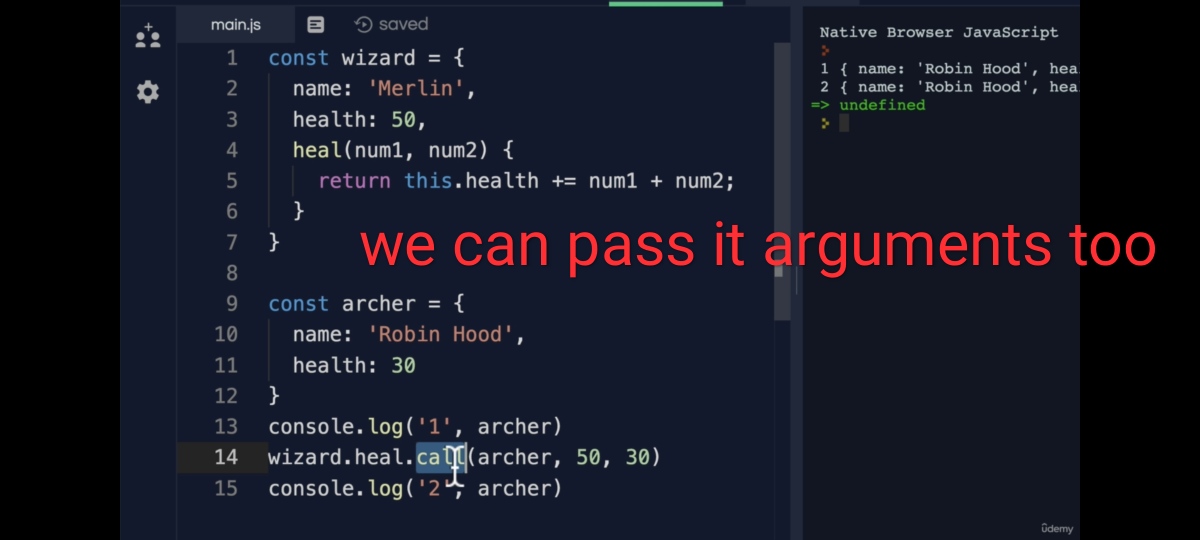 main.js saved
1 const wizard = {
2 name: 'Merlin',
3 health: 50,
4 heal(num1, num2) {
5 return this.health += num1 + num2;
6 }
7 }
we can pass it arguments too
8
9 const archer = {
10 name: 'Robin Hood',
11 health: 30
12 }
13 console.log('1', archer)
14 wizard.heal.call(archer, 50, 30)
15 console.log('2', archer)
Native Browser JavaScript
1 { name: 'Robin Hood', hea
2 { name: 'Robin Hood', hea
=> undefined
ûdemy